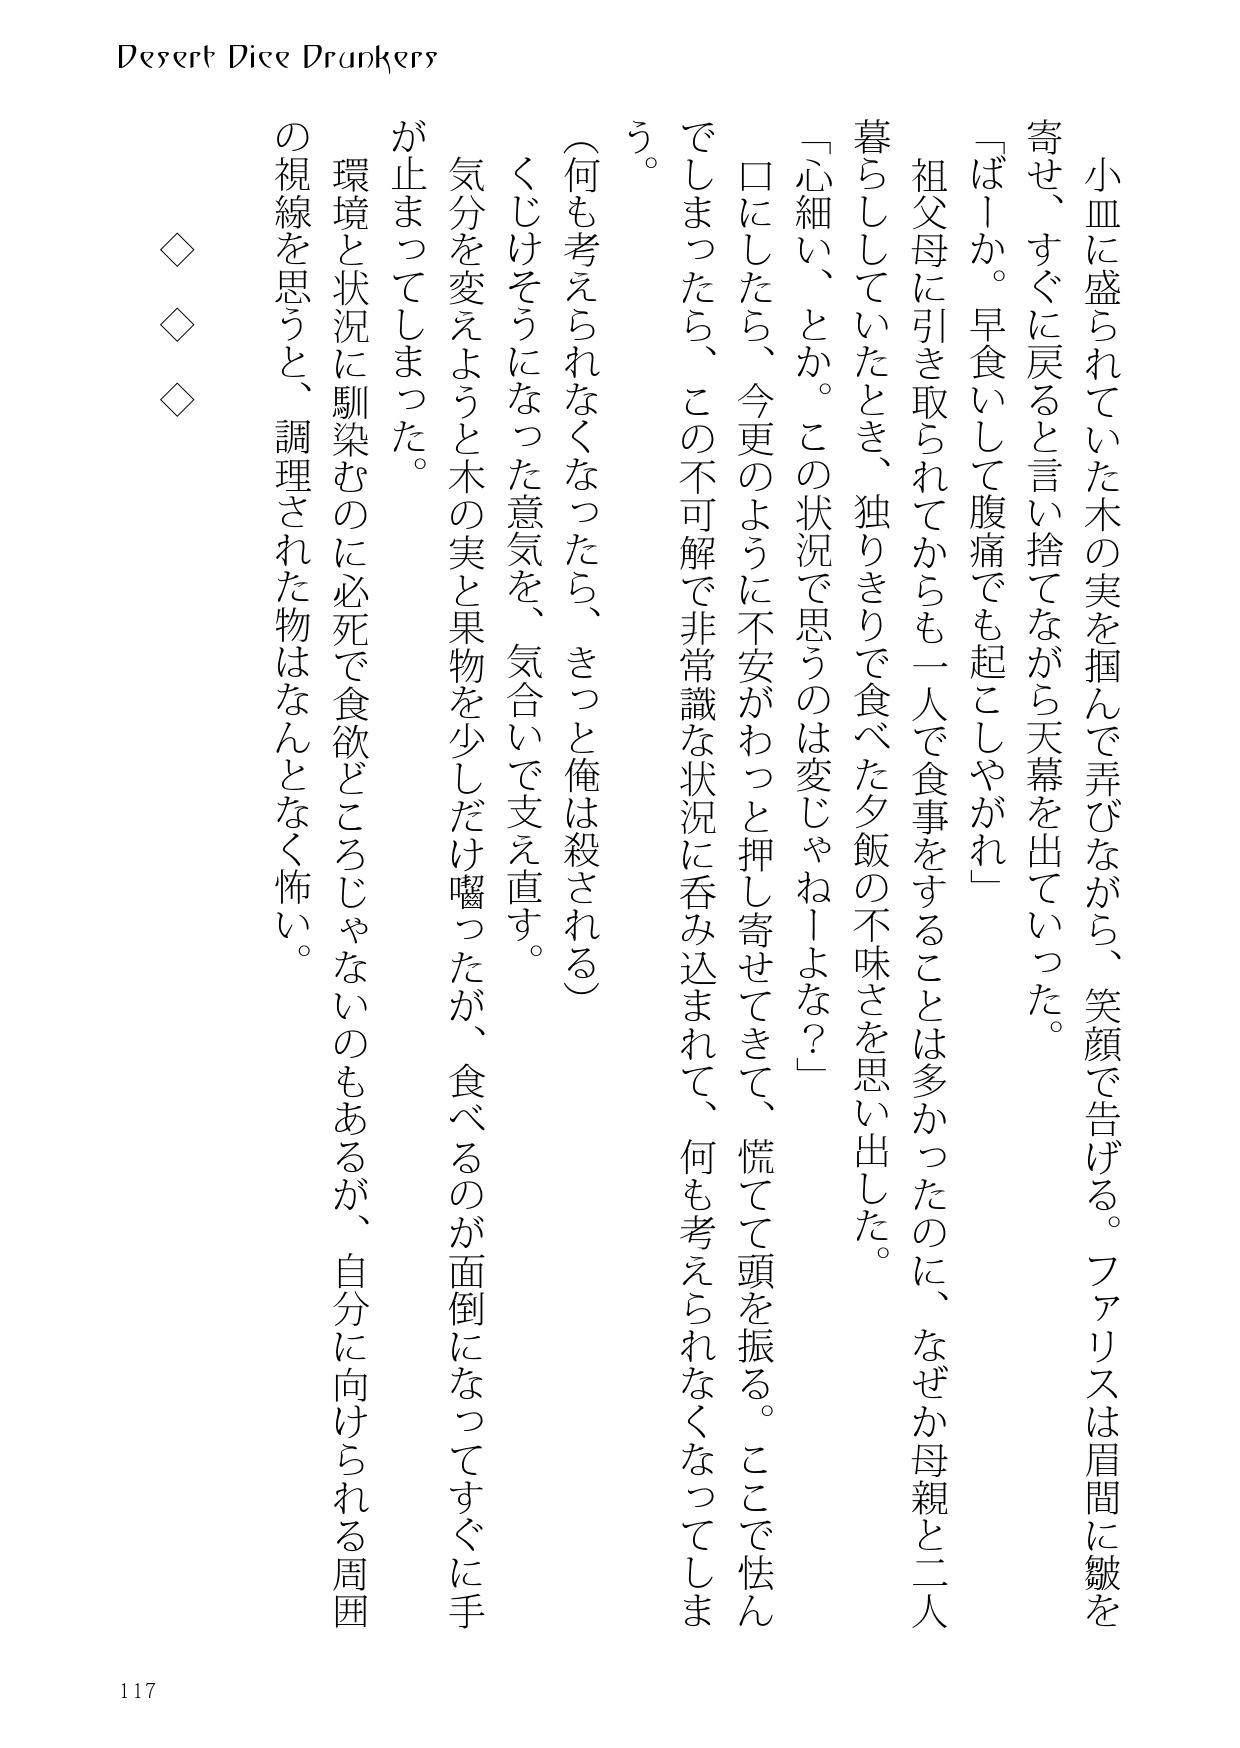 Desert Dice Drunkers
小皿に盛られていた木の実を掴んで弄びながら、笑顔で告げる。ファリスは眉間に皺を
寄せ、すぐに戻ると言い捨てながら天幕を出ていった。
「ばーか。早食いして腹痛でも起こしやがれ」
祖父母に引き取られてからも一人で食事をすることは多かったのに、なぜか母親と二人
暮らししていたとき、独りきりで食べた夕飯の不味さを思い出した。
「心細い、とか。この状況で思うのは変じゃねーよな？」
口にしたら、今更のように不安がわっと押し寄せてきて、慌てて頭を振る。ここで怯ん
でしまったら、この不可解で非常識な状況に呑み込まれて、何も考えられなくなってしま
う。
（何も考えられなくなったら、きっと俺は殺される）
くじけそうになった意気を、気合いで支え直す。
気分を変えようと木の実と果物を少しだけ囓ったが、食べるのが面倒になってすぐに手
が止まってしまった。
環境と状況に馴染むのに必死で食欲どころじゃないのもあるが、自分に向けられる周囲
の視線を思うと、調理された物はなんとなく怖い。
◇ ◇ ◇
117